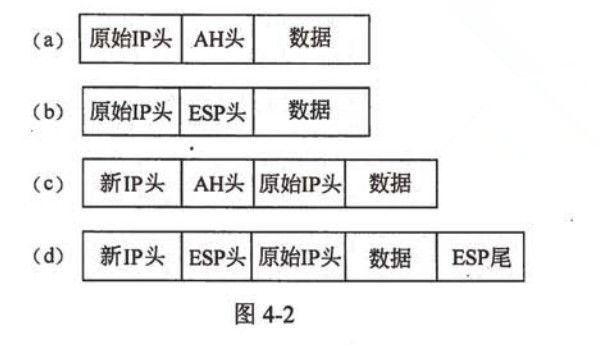 (a) 原始IP头 AH头 数据
(b) 原始IP头 ESP头 数据
(c) 新IP头 AH头 原始IP头 数据
(d) 新IP头 ESP头 原始IP头 数据 ESP尾
图 4-2